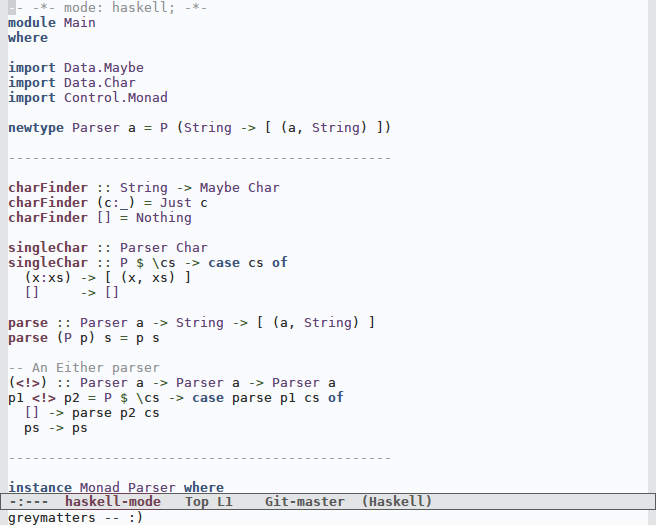 -- -*- mode: haskell; -*-
module Main
where

import Data.Maybe
import Data.Char
import Control.Monad

newtype Parser a = P (String -> [ (a, String) ])

------------------------------------------------

charFinder :: String -> Maybe Char
charFinder (c:_) = Just c
charFinder [] = Nothing

singleChar :: Parser Char
singleChar :: P $ \cs -> case cs of
  (x:xs) -> [ (x, xs) ]
  []     -> []

parse :: Parser a -> String -> [ (a, String) ]
parse (P p) s = p s

-- An Either parser
(<!>) :: Parser a -> Parser a -> Parser a
p1 <!> p2 = P $ \cs -> case parse p1 cs of
  [] -> parse p2 cs
  ps -> ps

------------------------------------------------

instance Monad Parser where
-:---  haskell-mode   Top L1    Git-master  (Haskell)
greymatters -- :)